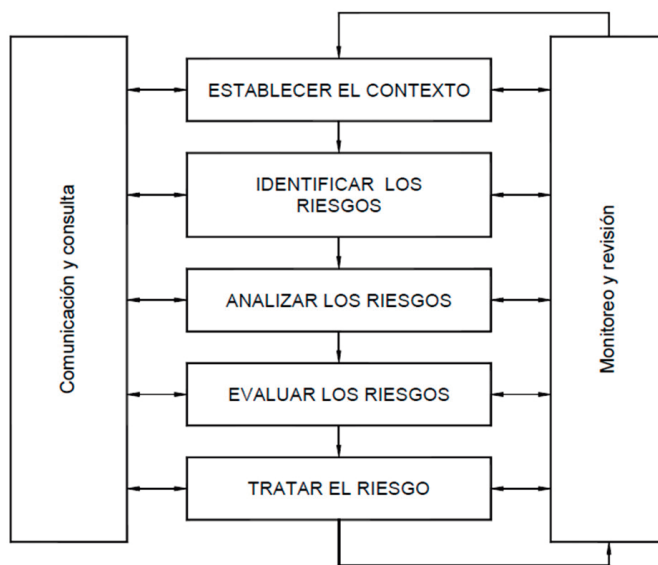 ESTABLECER EL CONTEXTO
IDENTIFICAR LOS
RIESGOS
ANALIZAR LOS RIESGOS
EVALUAR LOS RIESGOS
TRATAR EL RIESGO
Comunicación y consulta
Monitoreo y revisión